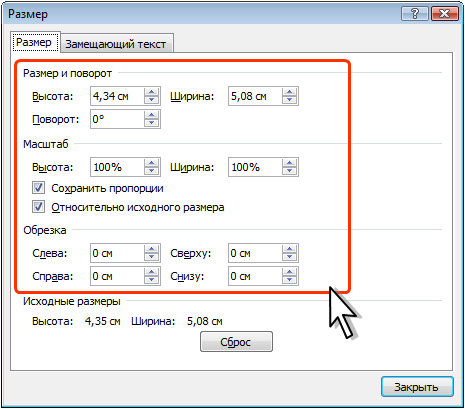 Размер
Размер Замещающий текст
Размер и поворот
Высота: 4,34 см Ширина: 5,08 см
Поворот: 0°
Масштаб
Высота: 100% Ширина: 100%
Сохранить пропорции
Относительно исходного размера
Обрезка
Слева: 0 см Сверху: 0 см
Справа: 0 см Снизу: 0 см
Исходные размеры
Высота: 4,35 см Ширина: 5,08 см
Сброс
Закрыть